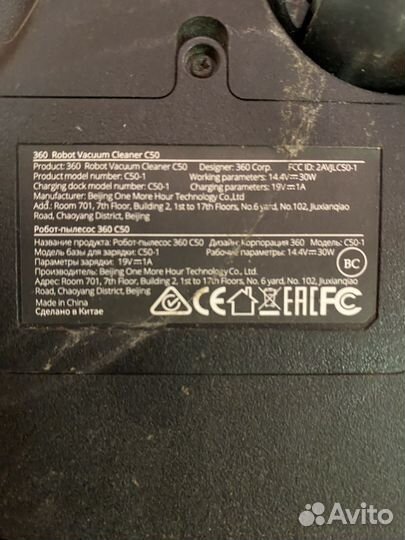 360 Robot Vacuum Cleaner C50
Product: 360 Robot Vacuum Cleaner C50 Designer: 360 Corp. FCC ID: 2AVJLC50-1
Product model number: C50-1 Working parameters: 14.4V⎓30W
Charging dock model number: C50-1 Charging parameters: 19V⎓1A
Manufacturer: Beijing One More Hour Technology Co., Ltd.
Add.: Room 701, 7th Floor, Building 2, 1st to 17th Floors, No.6 yard, No.102, Jiuxianqiao
Road, Chaoyang District, Beijing
Робот-пылесос 360 C50
Название продукта: Робот-пылесос 360 C50 Дизайн: Корпорация 360 Модель: C50-1
Модель базы для зарядки: C50-1 Рабочие параметры: 14.4V⎓30W
Параметры зарядки: 19V⎓1A
Производитель: Beijing One More Hour Technology Co., Ltd.
Адрес: Room 701, 7th Floor, Building 2, 1st to 17th Floors, No. 6 yard, No. 102, Jiuxianqiao
Road, Chaoyang District, Beijing
BC
Made in China
Сделано в Китае
CE EAC FC
Avito